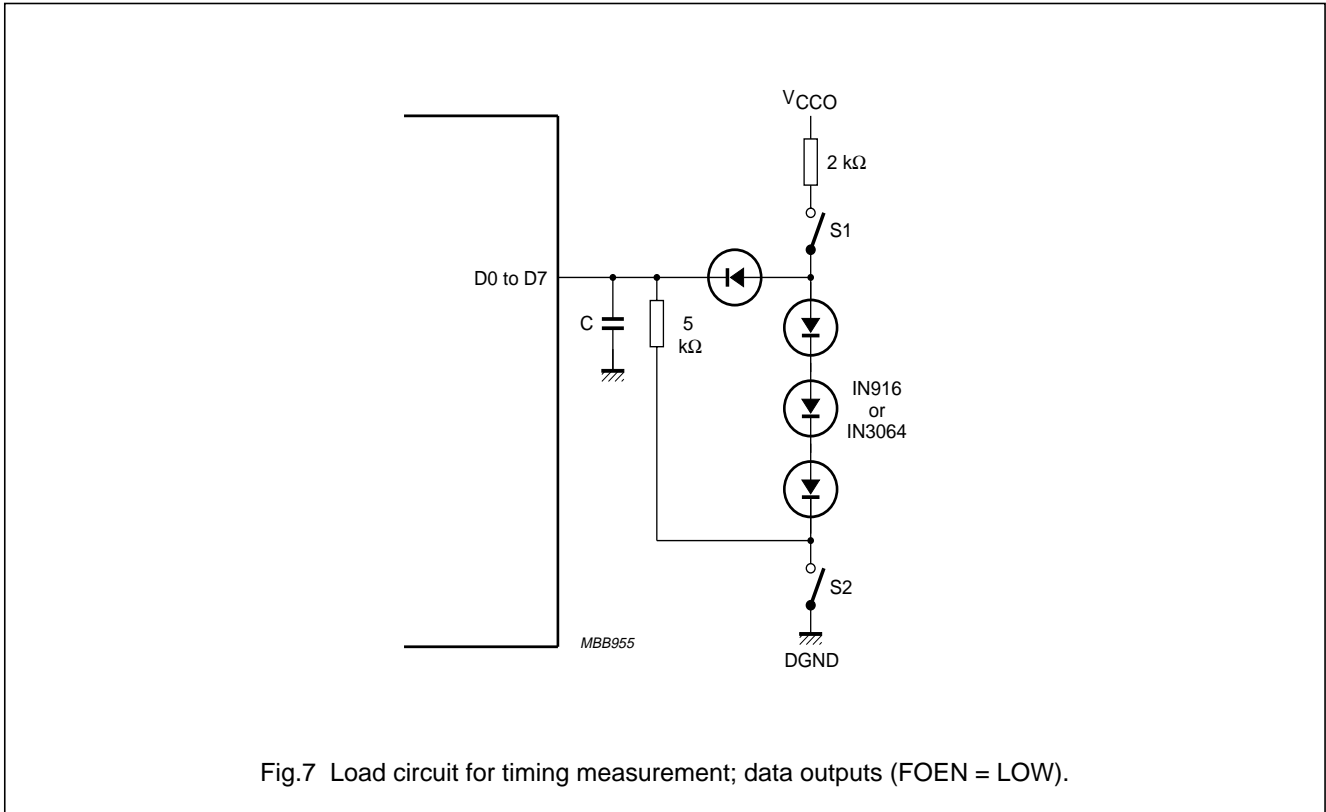 VCCO
2 kΩ
S1
D0 to D7
C
5
kΩ
IN916
or
IN3064
S2
MBB955
DGND
Fig.7 Load circuit for timing measurement; data outputs (FOEN = LOW).